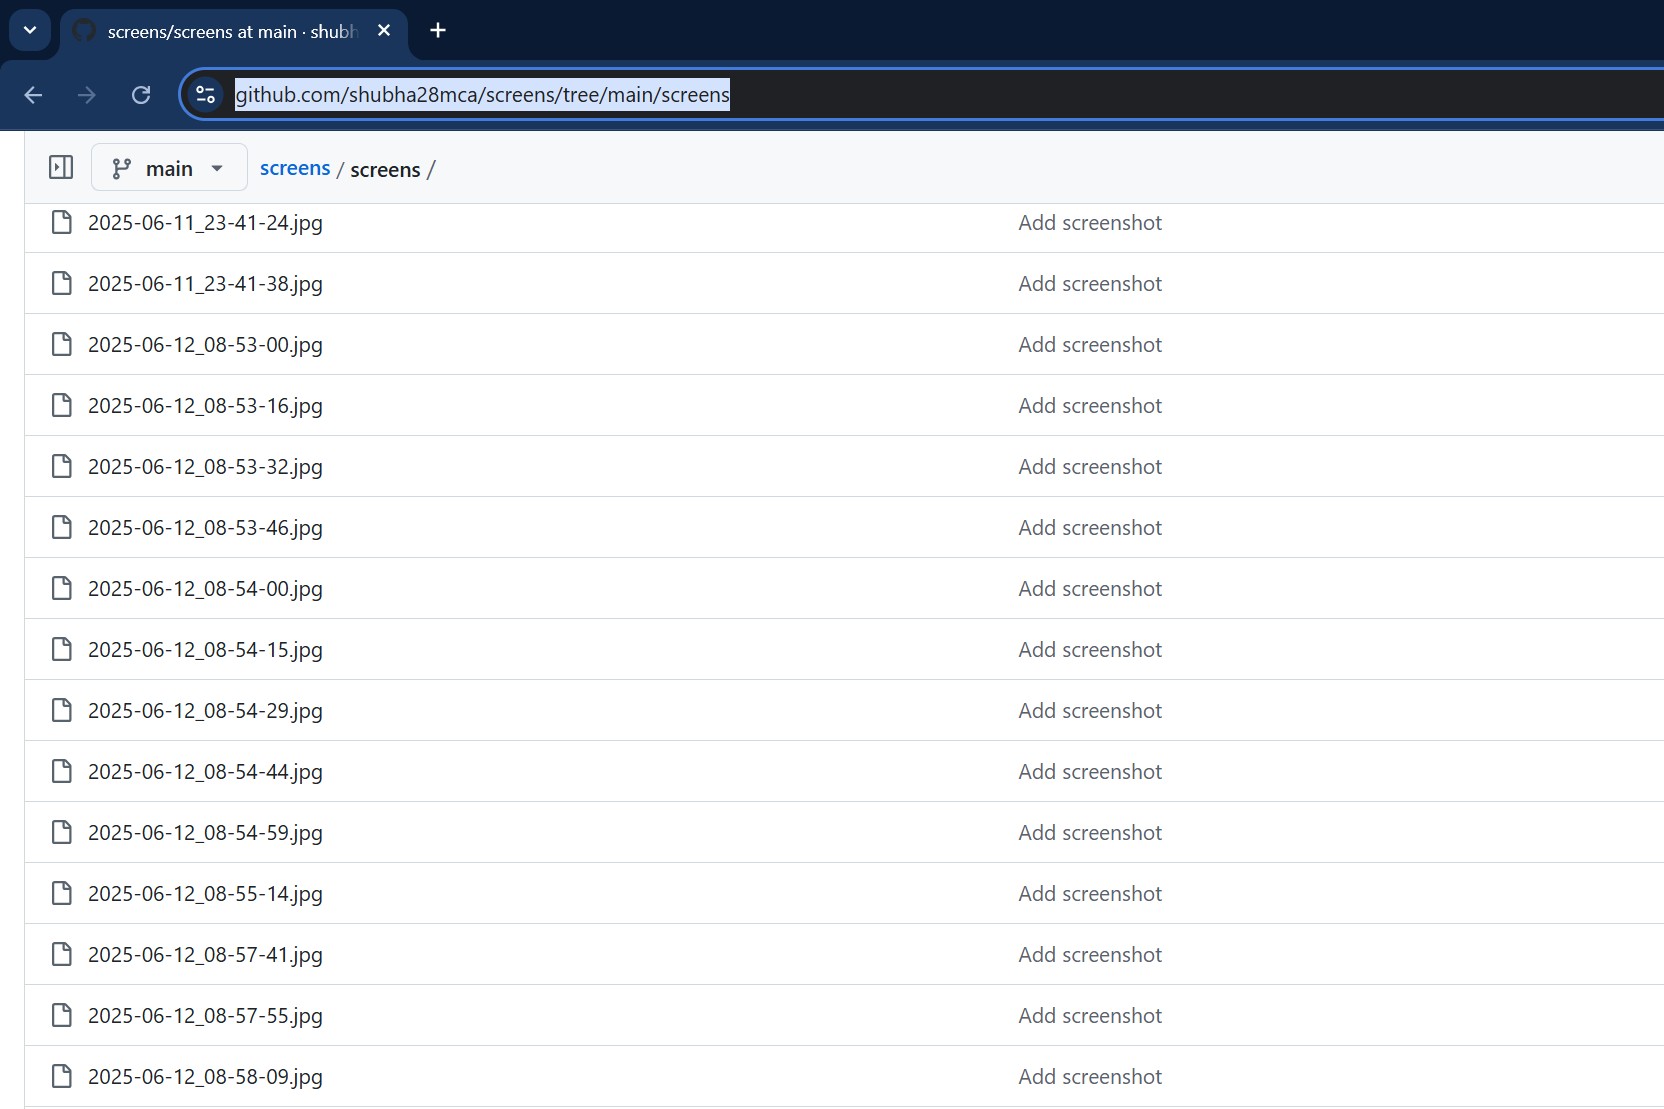 screens/screens at main · shubh
github.com/shubha28mca/screens/tree/main/screens
main screens / screens /
2025-06-11_23-41-24.jpg Add screenshot
2025-06-11_23-41-38.jpg Add screenshot
2025-06-12_08-53-00.jpg Add screenshot
2025-06-12_08-53-16.jpg Add screenshot
2025-06-12_08-53-32.jpg Add screenshot
2025-06-12_08-53-46.jpg Add screenshot
2025-06-12_08-54-00.jpg Add screenshot
2025-06-12_08-54-15.jpg Add screenshot
2025-06-12_08-54-29.jpg Add screenshot
2025-06-12_08-54-44.jpg Add screenshot
2025-06-12_08-54-59.jpg Add screenshot
2025-06-12_08-55-14.jpg Add screenshot
2025-06-12_08-57-41.jpg Add screenshot
2025-06-12_08-57-55.jpg Add screenshot
2025-06-12_08-58-09.jpg Add screenshot